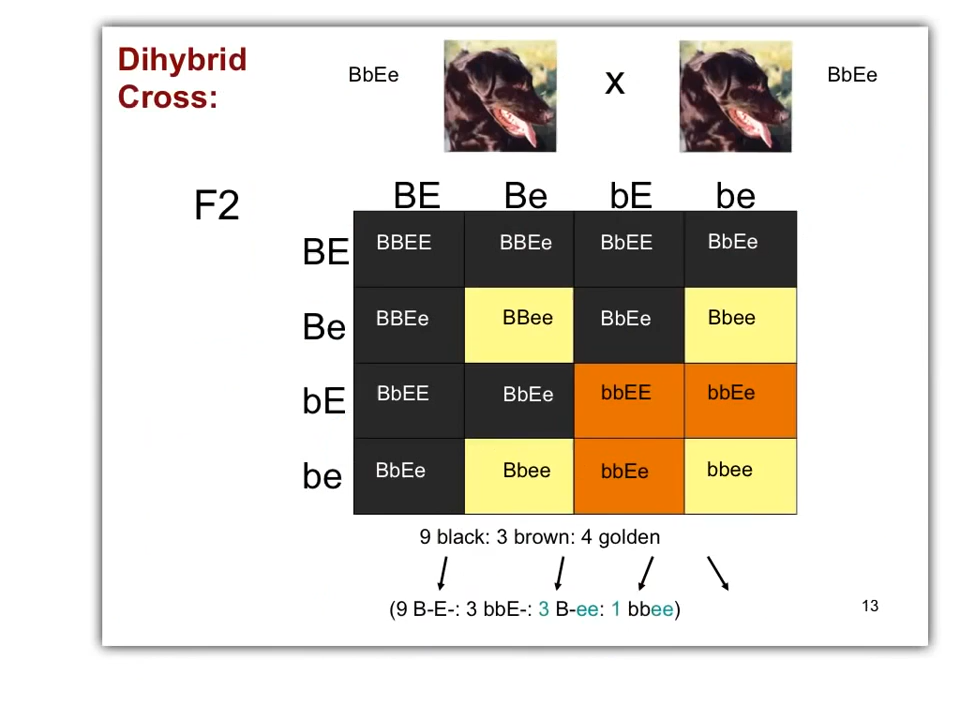 Dihybrid
Cross:
BbEe
x
BbEe
F2
BE Be bE be
BE BBEE BBEe BbEE BbEe
Be BBEe BBee BbEe Bbee
bE BbEE BbEe bbEE bbEe
be BbEe Bbee bbEe bbee
9 black: 3 brown: 4 golden
(9 B-E-: 3 bbE-: 3 B-ee: 1 bbee)
13